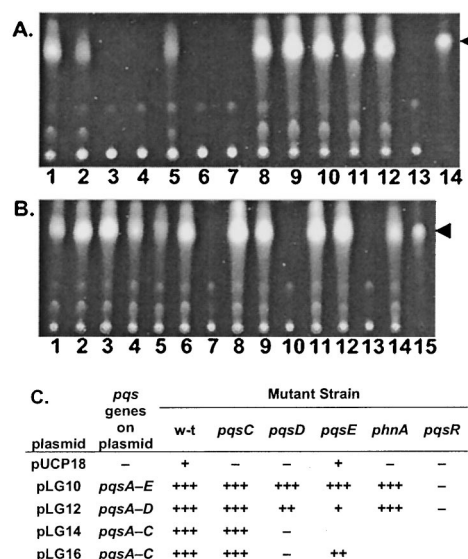 A.
1 2 3 4 5 6 7 8 9 10 11 12 13 14
B.
1 2 3 4 5 6 7 8 9 10 11 12 13 14 15
C. pqs genes on plasmid Mutant Strain
plasmid w-t pqsC pqsD pqsE phnA pqsR
pUCP18 – + – – + – –
pLG10 pqsA–E +++ +++ +++ +++ +++ –
pLG12 pqsA–D +++ +++ ++ + +++ –
pLG14 pqsA–C +++ +++ –
pLG16 pqsA–C +++ +++ – ++